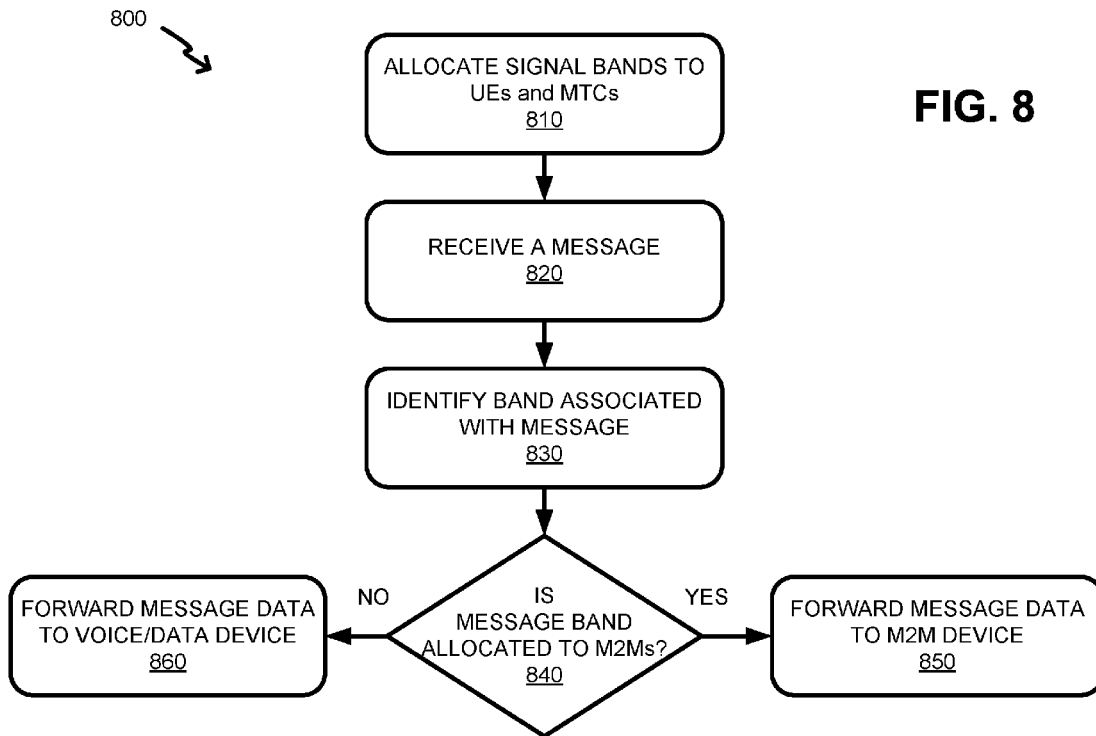 800
FIG. 8
ALLOCATE SIGNAL BANDS TO
UEs and MTCs
810
RECEIVE A MESSAGE
820
IDENTIFY BAND ASSOCIATED
WITH MESSAGE
830
IS
MESSAGE BAND
ALLOCATED TO M2Ms?
840
NO
YES
FORWARD MESSAGE DATA
TO VOICE/DATA DEVICE
860
FORWARD MESSAGE DATA
TO M2M DEVICE
850